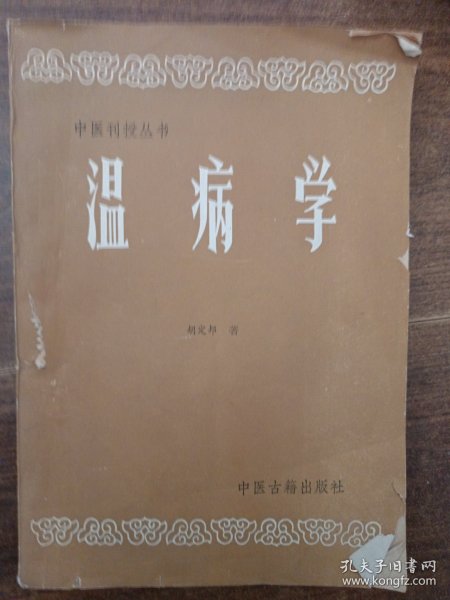 中医刊授丛书
温病学
胡定邦 著
中医古籍出版社
孔夫子旧书网
www.kongfz.com